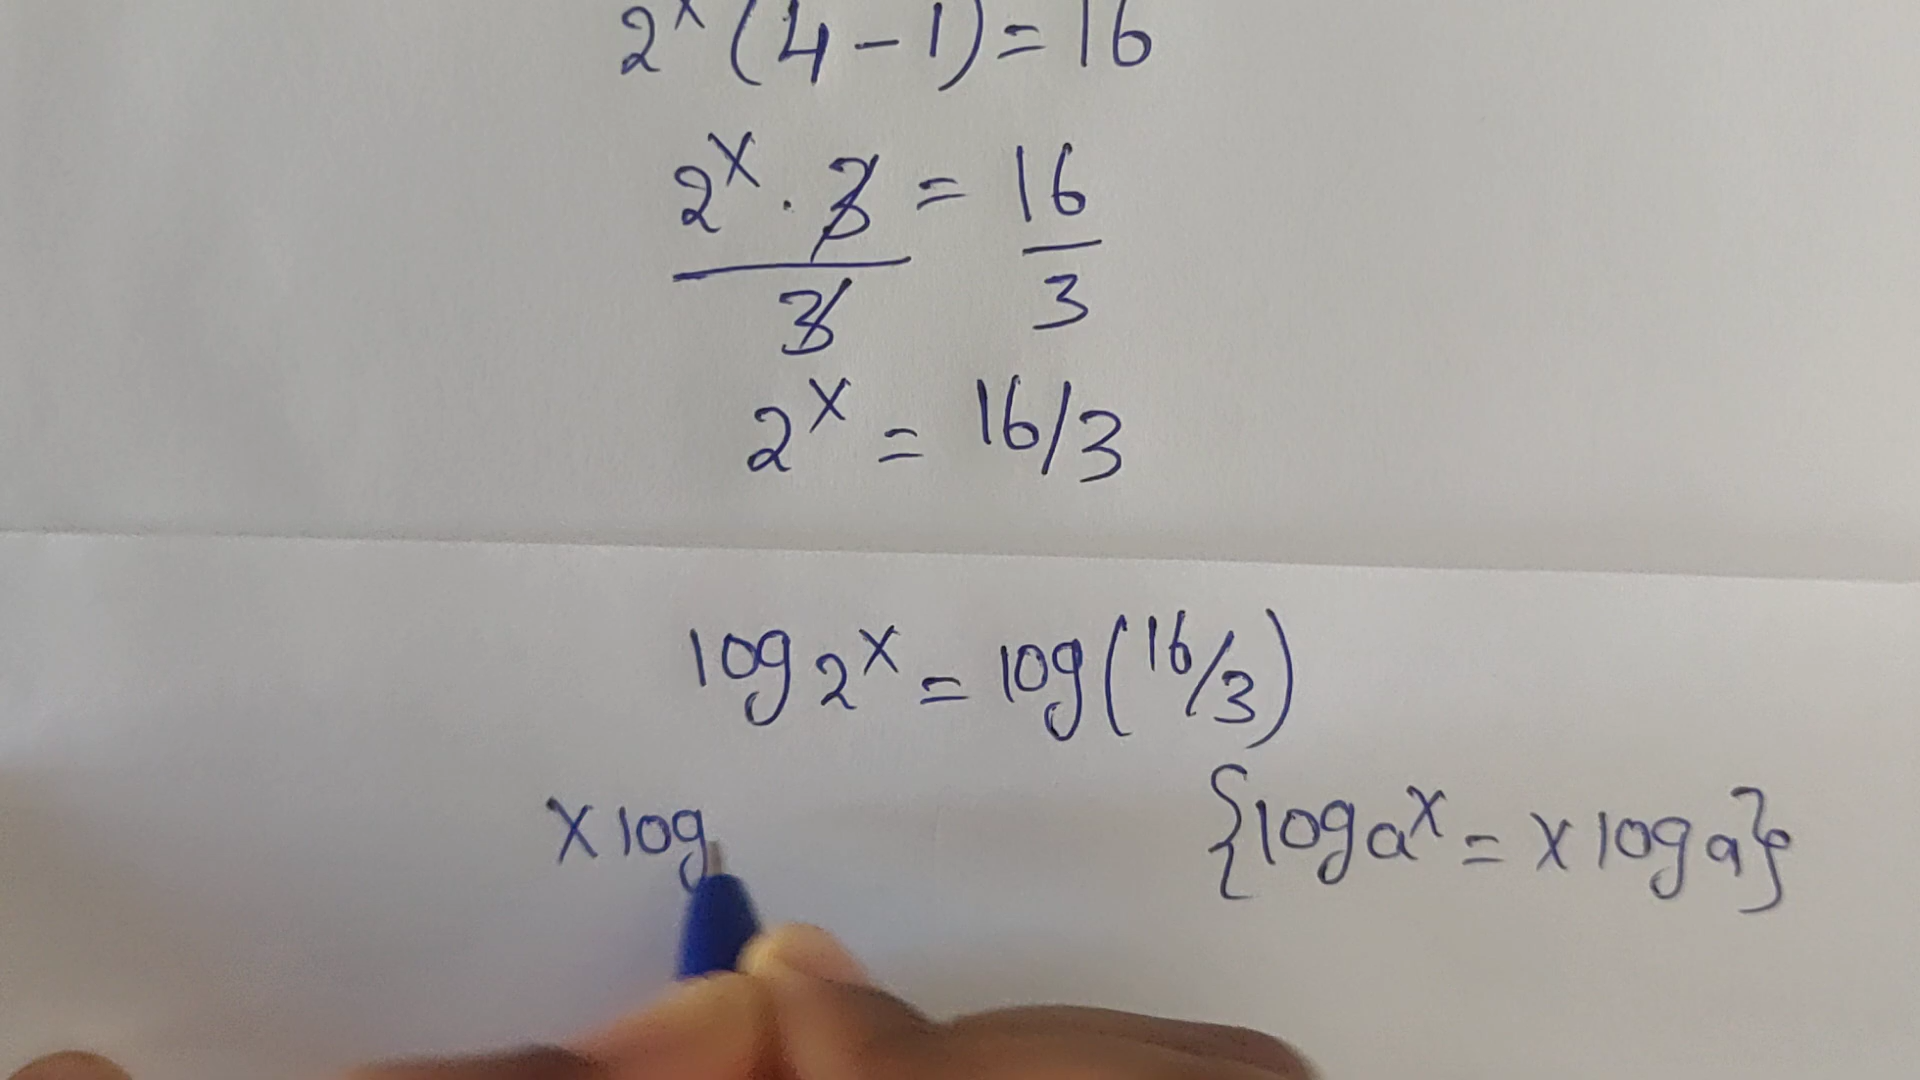 2^x (4 - 1) = 16
2^x . 3 / 3 = 16 / 3
2^x = 16/3
log 2^x = log (16/3)
x log {log a^x = x log a}